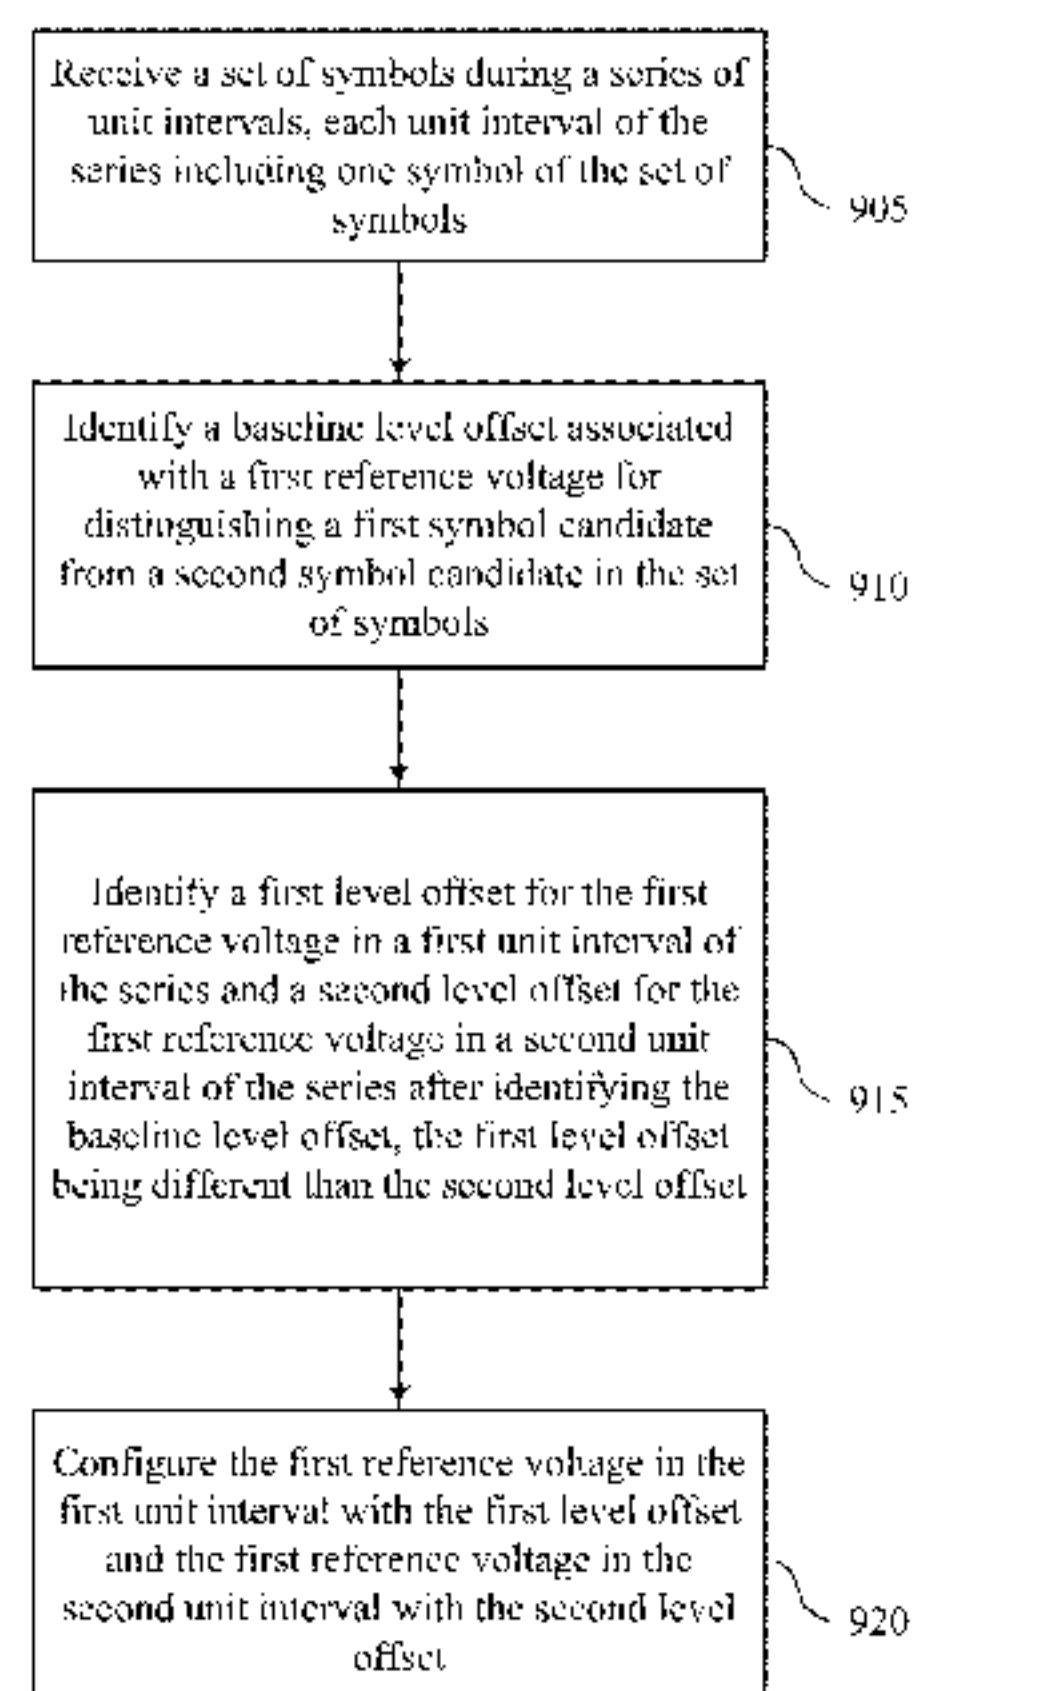 Receive a set of symbols during a series of
unit intervals, each unit interval of the
series including one symbol of the set of
symbols
905
Identify a baseline level offset associated
with a first reference voltage for
distinguishing a first symbol candidate
from a second symbol candidate in the set
of symbols
910
Identify a first level offset for the first
reference voltage in a first unit interval of
the series and a second level offset for the
first reference voltage in a second unit
interval of the series after identifying the
baseline level offset, the first level offset
being different than the second level offset
915
Configure the first reference voltage in the
first unit interval with the first level offset
and the first reference voltage in the
second unit interval with the second level
offset
920